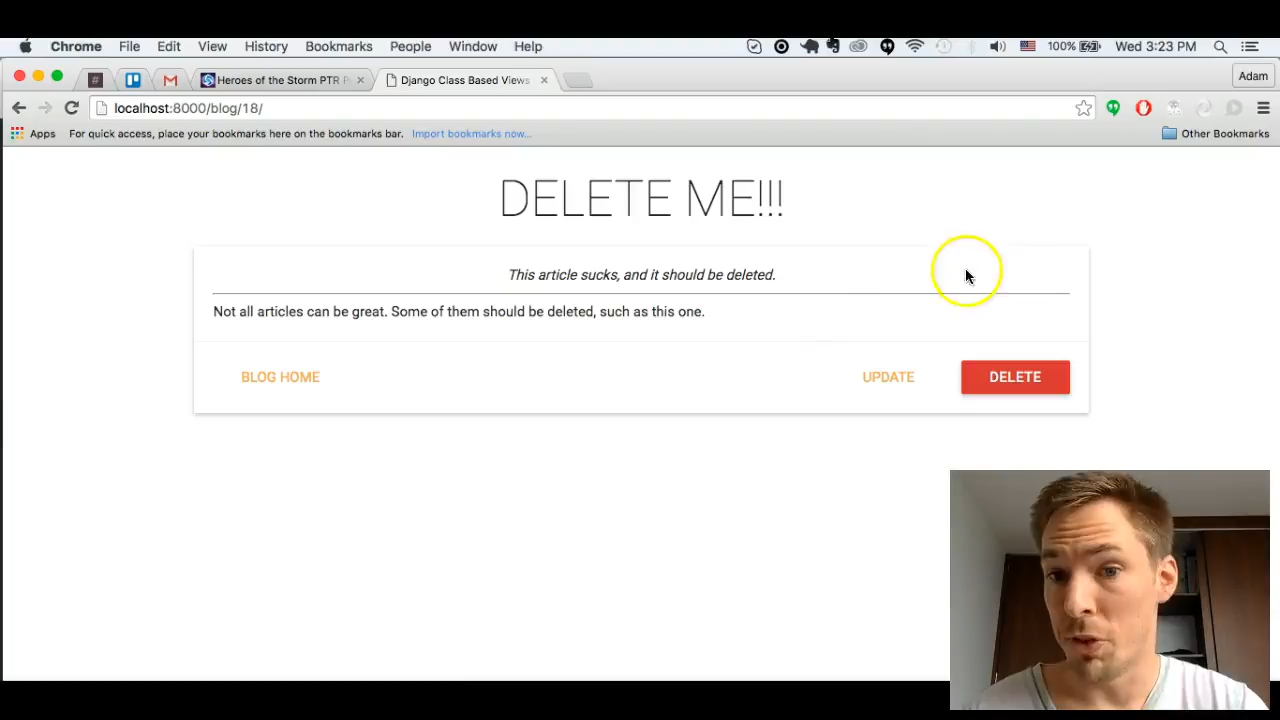 Chrome File Edit View History Bookmarks People Window Help 100% Wed 3:23 PM
# Heroes of the Storm PTR Django Class Based Views Adam
localhost:8000/blog/18/
Apps For quick access, place your bookmarks here on the bookmarks bar. Import bookmarks now... Other Bookmarks
DELETE ME!!!
This article sucks, and it should be deleted.
Not all articles can be great. Some of them should be deleted, such as this one.
BLOG HOME UPDATE DELETE